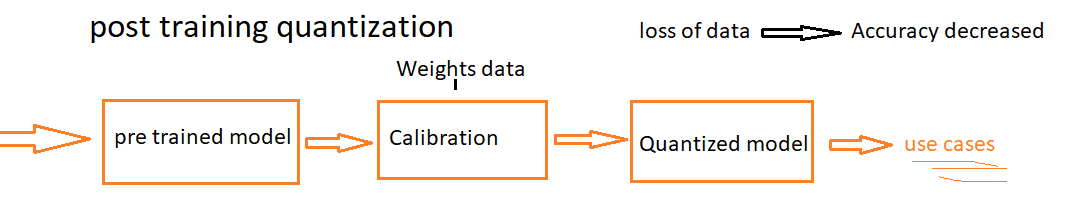 post training quantization
loss of data
Accuracy decreased
Weights data
pre trained model
Calibration
Quantized model
use cases